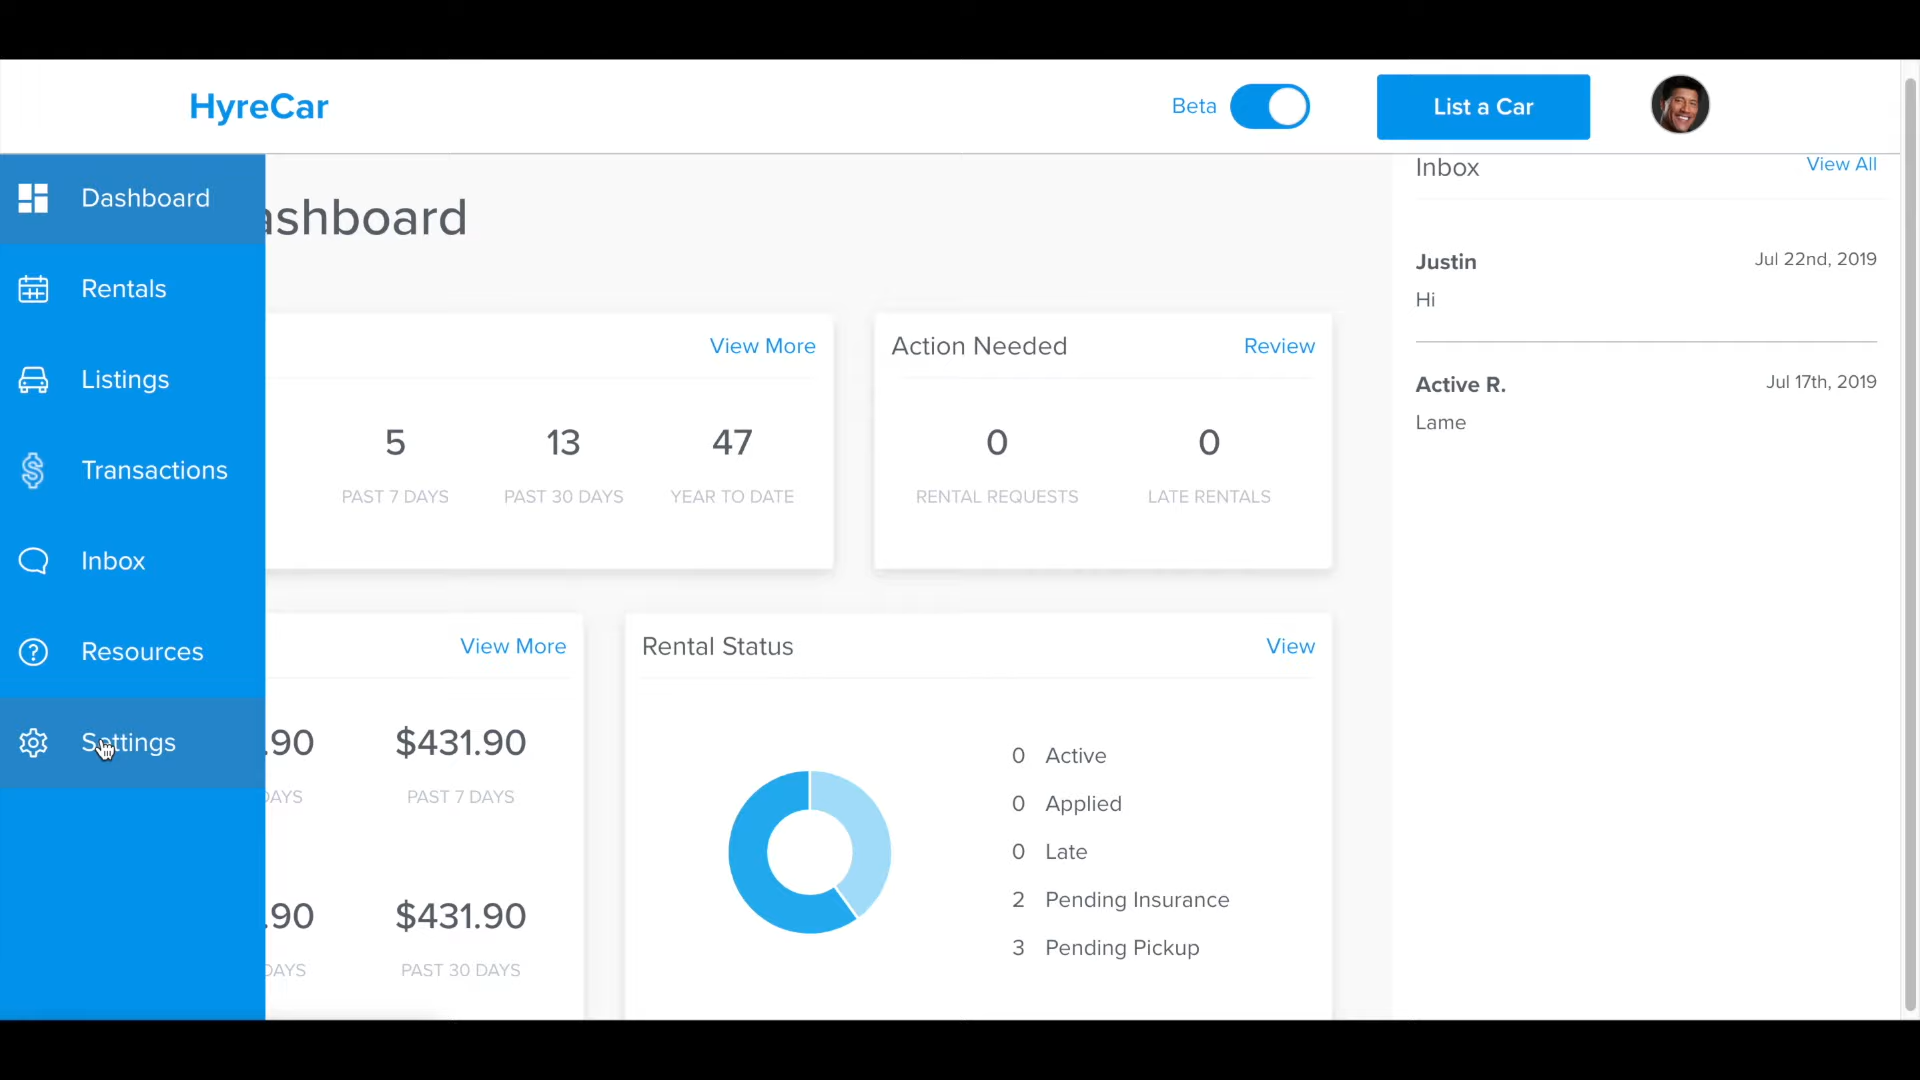 HyreCar
Beta
List a Car
Dashboard
Rentals
Listings
Transactions
Inbox
Resources
Settings
ashboard
View More
5
13
47
PAST 7 DAYS
PAST 30 DAYS
YEAR TO DATE
Action Needed
Review
0
0
RENTAL REQUESTS
LATE RENTALS
View More
.90
$431.90
DAYS
PAST 7 DAYS
.90
$431.90
DAYS
PAST 30 DAYS
Rental Status
View
0 Active
0 Applied
0 Late
2 Pending Insurance
3 Pending Pickup
Inbox
View All
Justin
Jul 22nd, 2019
Hi
Active R.
Jul 17th, 2019
Lame